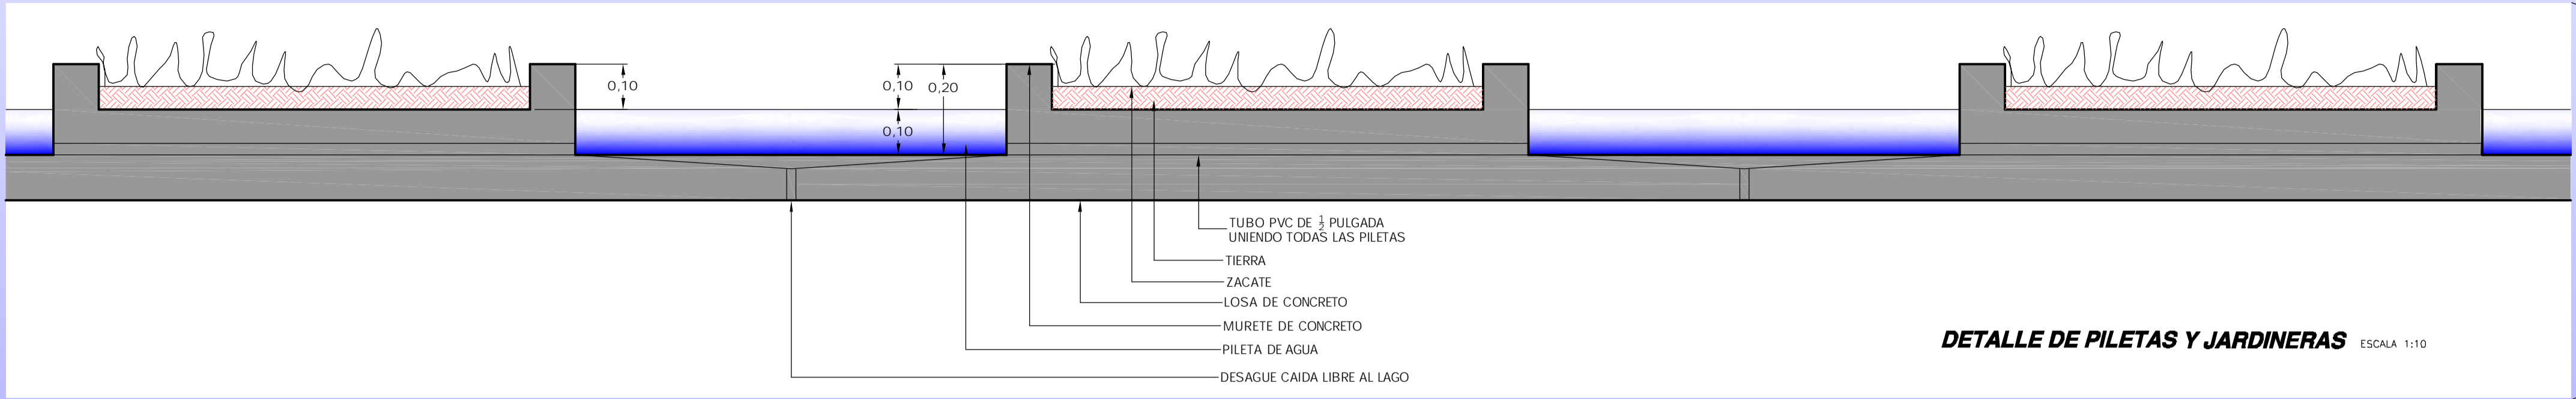 0,10
0,10
0,20
0,10
TUBO PVC DE 1/2 PULGADA
UNIENDO TODAS LAS PILETAS
TIERRA
ZACATE
LOSA DE CONCRETO
MURETE DE CONCRETO
PILETA DE AGUA
DESAGUE CAIDA LIBRE AL LAGO
DETALLE DE PILETAS Y JARDINERAS ESCALA 1:10